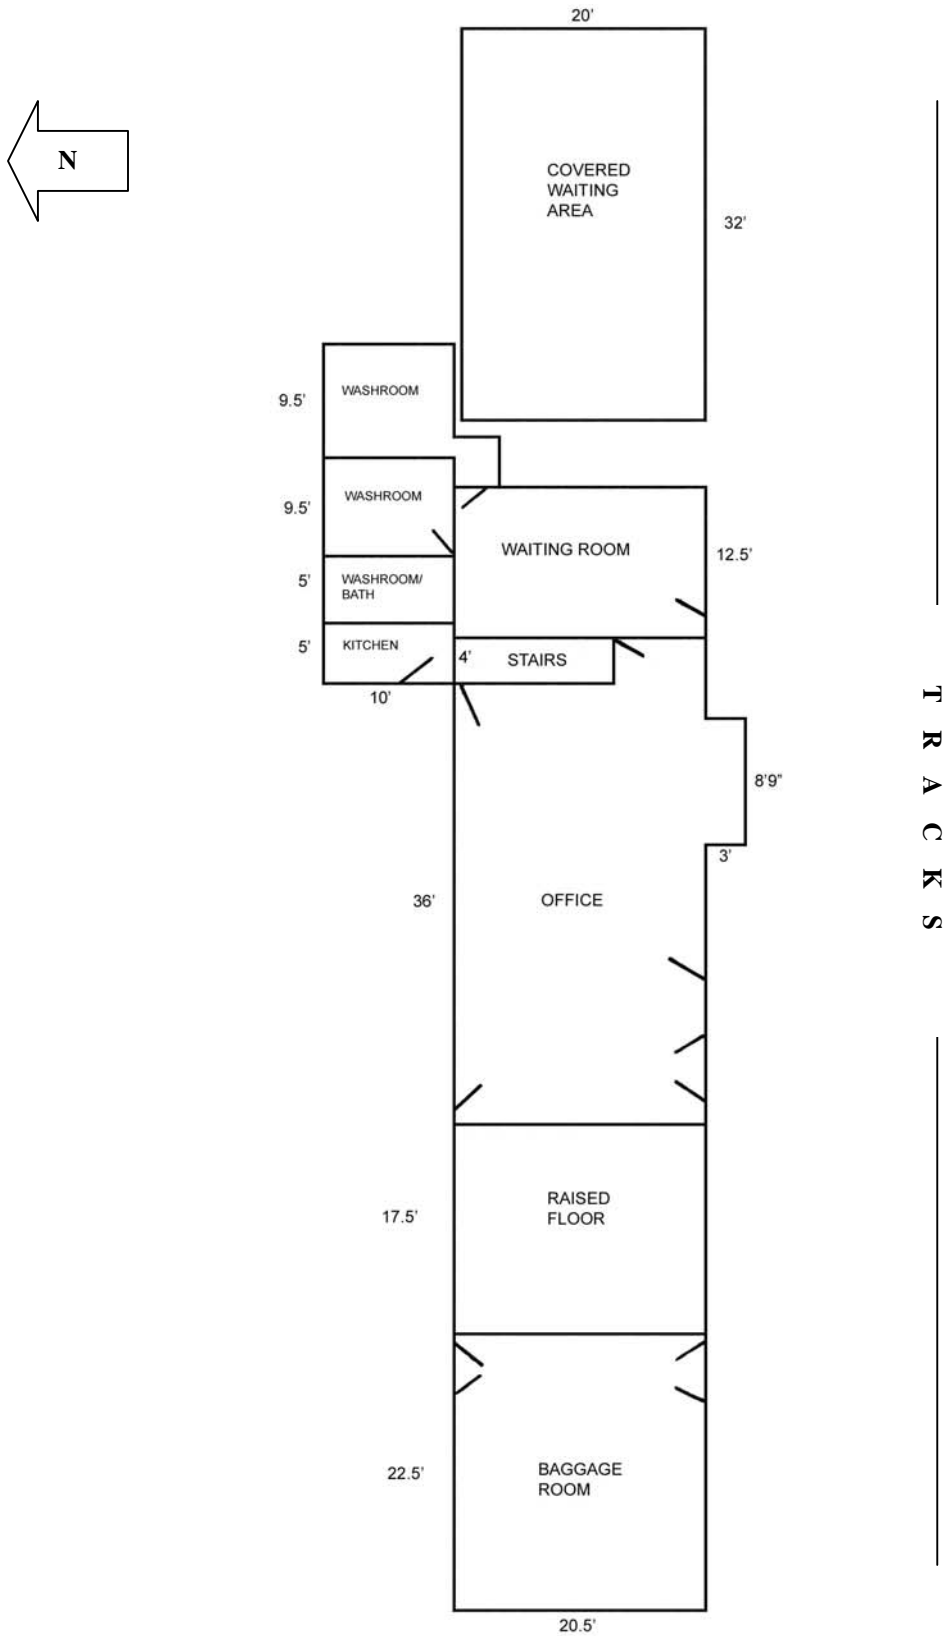 20'
N
COVERED
WAITING
AREA
32'
WASHROOM
9.5'
WASHROOM
9.5'
WAITING ROOM
12.5'
5'
WASHROOM/
BATH
5'
KITCHEN
4'
STAIRS
10'
TRACKS
8'9"
3'
36'
OFFICE
RAISED
FLOOR
17.5'
BAGGAGE
ROOM
22.5'
20.5'